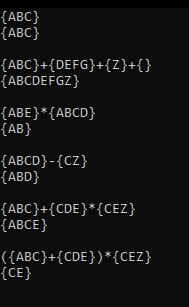 {ABC}
{ABC}

{ABC}+{DEFG}+{Z}+{}
{ABCDEFGZ}

{ABE}*{ABCD}
{AB}

{ABCD}-{CZ}
{ABD}

{ABC}+{CDE}*{CEZ}
{ABCE}

({ABC}+{CDE})*{CEZ}
{CE}